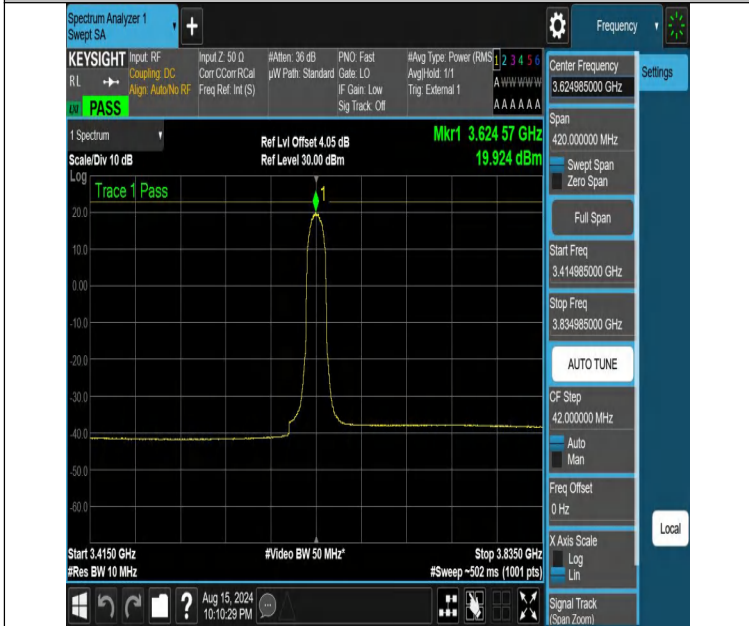 Spectrum Analyzer 1
Swept SA
+
Frequency
KEYSIGHT
RL
LXI PASS
Input: RF
Coupling: DC
Align: Auto/No RF
Input Z: 50 Ω
Corr CCorr RCal
Freq Ref: Int (S)
#Atten: 36 dB
µW Path: Standard
PNO: Fast
Gate: LO
IF Gain: Low
Sig Track: Off
#Avg Type: Power (RMS
Avg|Hold: 1/1
Trig: External 1
1 2 3 4 5 6
A W W W W W
A A A A A A
1 Spectrum
Scale/Div 10 dB
Log
Ref Lvl Offset 4.05 dB
Ref Level 30.00 dBm
Mkr1 3.624 57 GHz
19.924 dBm
Trace 1 Pass
1
20.0
10.0
0.00
-10.0
-20.0
-30.0
-40.0
-50.0
-60.0
Start 3.4150 GHz
#Res BW 10 MHz
#Video BW 50 MHz*
Stop 3.8350 GHz
#Sweep ~502 ms (1001 pts)
?
Aug 15, 2024
10:10:29 PM
Center Frequency
3.624985000 GHz
Span
420.000000 MHz
Swept Span
Zero Span
Full Span
Start Freq
3.414985000 GHz
Stop Freq
3.834985000 GHz
AUTO TUNE
CF Step
42.000000 MHz
Auto
Man
Freq Offset
0 Hz
X Axis Scale
Log
Lin
Signal Track
(Span Zoom)
Settings
Local